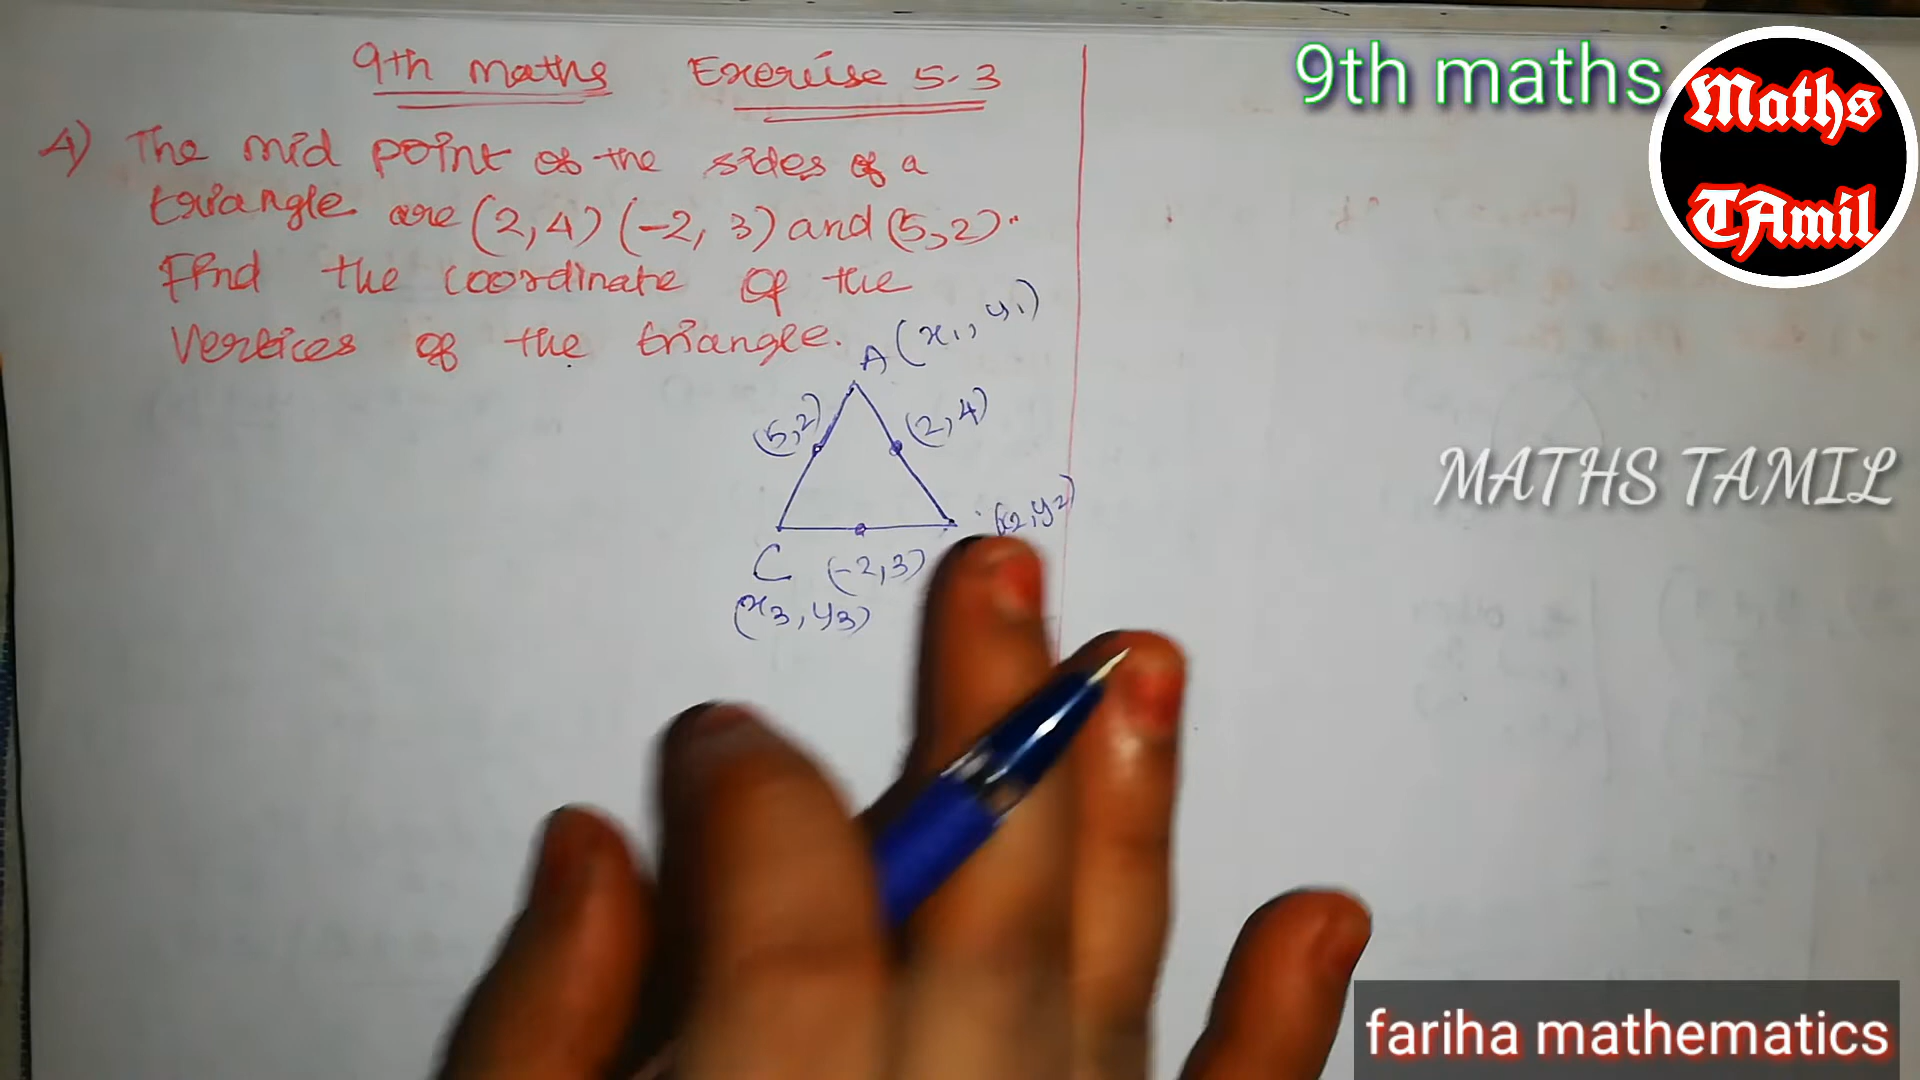 9th maths Exercise 5.3
4) The mid point of the sides of a
triangle are (2,4) (-2, 3) and (5,2).
Find the coordinate of the
vertices of the triangle.
A (x1, y1)
(5,2)
(2,4)
(x2, y2)
C
(-2,3)
(x3, y3)
9th maths
Maths
TAmil
MATHS TAMIL
fariha mathematics